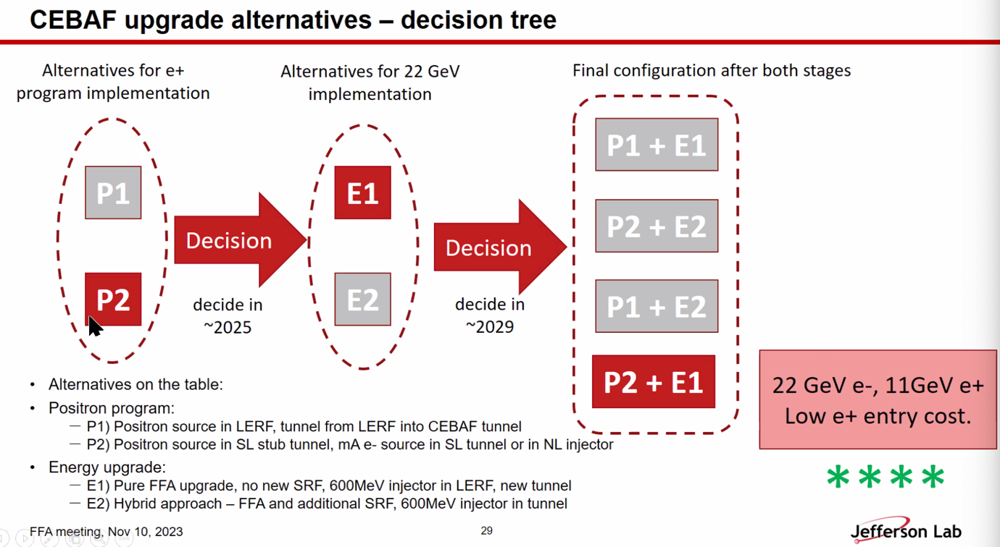 CEBAF upgrade alternatives – decision tree
Alternatives for e+
program implementation
Alternatives for 22 GeV
implementation
Final configuration after both stages
P1
P2
Decision
decide in
~2025
E1
E2
Decision
decide in
~2029
P1 + E1
P2 + E2
P1 + E2
P2 + E1
22 GeV e-, 11GeV e+
Low e+ entry cost.
****
• Alternatives on the table:
• Positron program:
– P1) Positron source in LERF, tunnel from LERF into CEBAF tunnel
– P2) Positron source in SL stub tunnel, mA e- source in SL tunnel or in NL injector
• Energy upgrade:
– E1) Pure FFA upgrade, no new SRF, 600MeV injector in LERF, new tunnel
– E2) Hybrid approach – FFA and additional SRF, 600MeV injector in tunnel
FFA meeting, Nov 10, 2023
29
Jefferson Lab